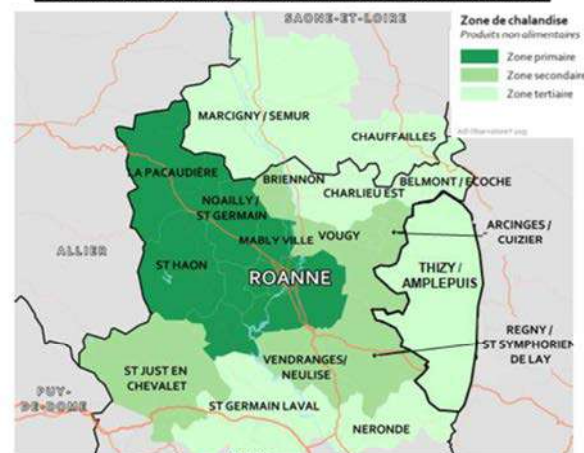 SAONE-ET-LOIRE
Zone de chalandise
Produits non alimentaires
Zone primaire
Zone secondaire
Zone tertiaire
MARCIGNY / SEMUR
CHAUFFAILLES
LA PACAUDIÈRE
BRIENNON
BELMONT / ECOCHE
CHARLIEU EST
NOAILLY /
ST GERMAIN
ARCINGES /
CUIZIER
MABLY VILLE
VOUGY
ALLIER
ST HAON
ROANNE
THIZY /
AMPLEPUIS
REGNY /
ST SYMPHORIEN
DE LAY
VENDRANGES/
NEULISE
ST JUST EN
CHEVALET
PUY-
DE-DOME
ST GERMAIN LAVAL
NERONDE